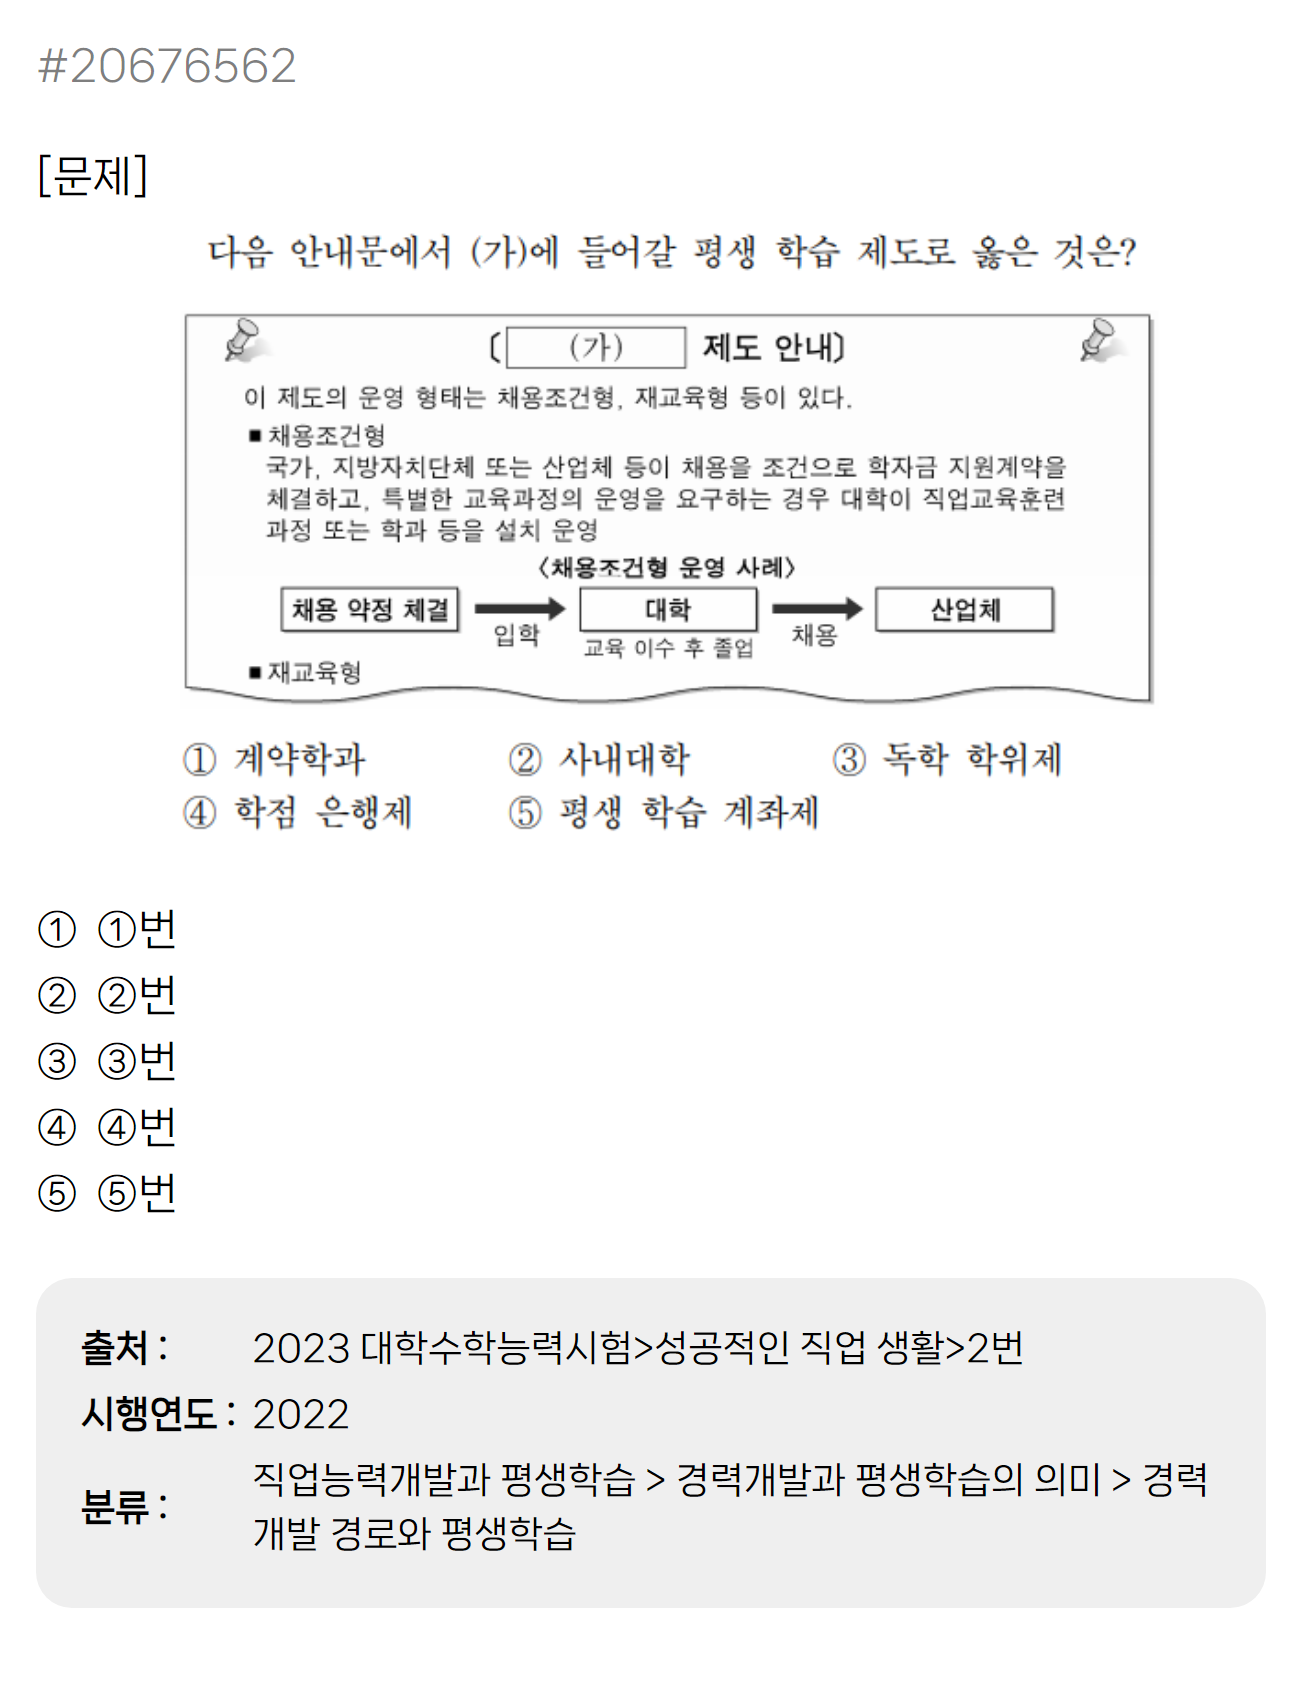 #20676562
[문제]
다음 안내문에서 (가)에 들어갈 평생 학습 제도로 옳은 것은?
〔 (가) 제도 안내〕
이 제도의 운영 형태는 채용조건형, 재교육형 등이 있다.
■ 채용조건형
국가, 지방자치단체 또는 산업체 등이 채용을 조건으로 학자금 지원계약을
체결하고, 특별한 교육과정의 운영을 요구하는 경우 대학이 직업교육훈련
과정 또는 학과 등을 설치 운영
〈채용조건형 운영 사례〉
채용 약정 체결 대학 산업체
입학 교육 이수 후 졸업 채용
■ 재교육형
① 계약학과 ② 사내대학 ③ 독학 학위제
④ 학점 은행제 ⑤ 평생 학습 계좌제
① ①번
② ②번
③ ③번
④ ④번
⑤ ⑤번
출처 : 2023 대학수학능력시험>성공적인 직업 생활>2번
시행연도 : 2022
분류 : 직업능력개발과 평생학습 > 경력개발과 평생학습의 의미 > 경력
개발 경로와 평생학습